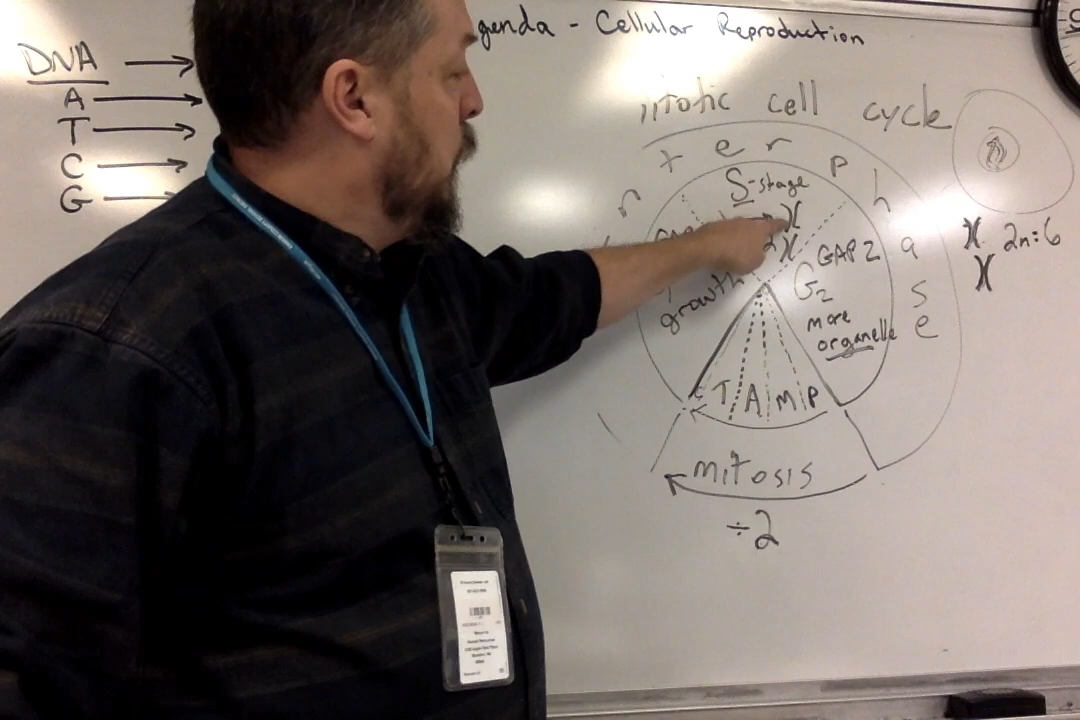 genda - Cellular Reproduction
DNA
A
T
C
G
itotic cell cycle
n t e r p h a s e
S-stage
GAP 2
G2
growth
more
organelle
2n=6
C T A M P
mitosis
÷2